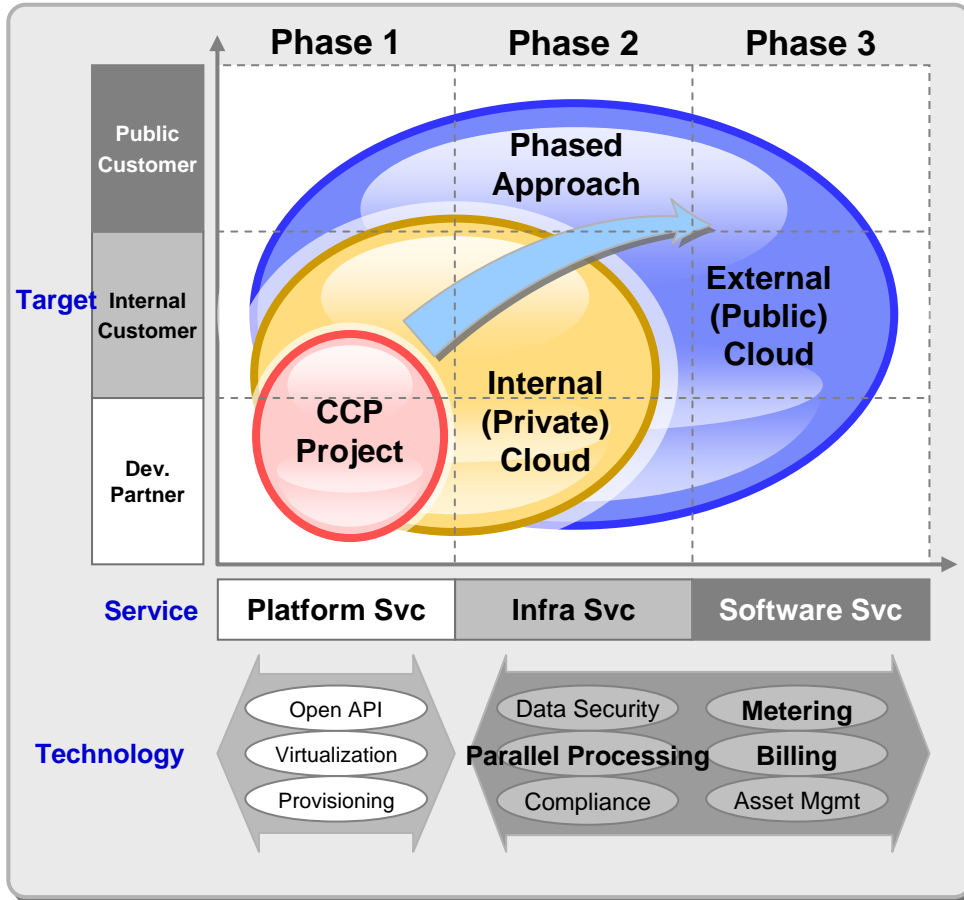 Phase 1
Phase 2
Phase 3
Public
Customer
Phased
Approach
Target
Internal
Customer
External
(Public)
Cloud
CCP
Project
Internal
(Private)
Cloud
Dev.
Partner
Service
Platform Svc
Infra Svc
Software Svc
Technology
Open API
Virtualization
Provisioning
Data Security
Parallel Processing
Compliance
Metering
Billing
Asset Mgmt